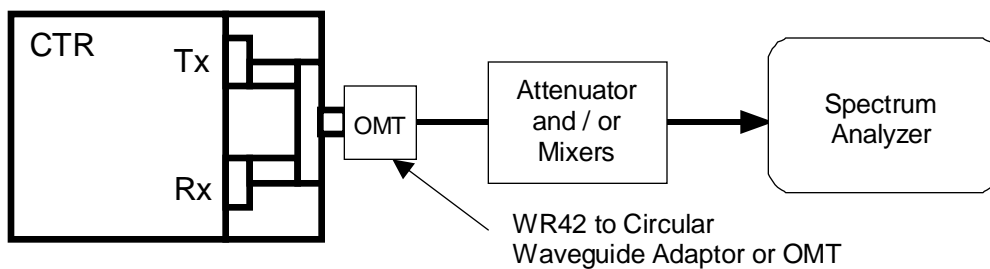 CTR
Tx
Rx
OMT
Attenuator
and / or
Mixers
Spectrum
Analyzer
WR42 to Circular
Waveguide Adaptor or OMT